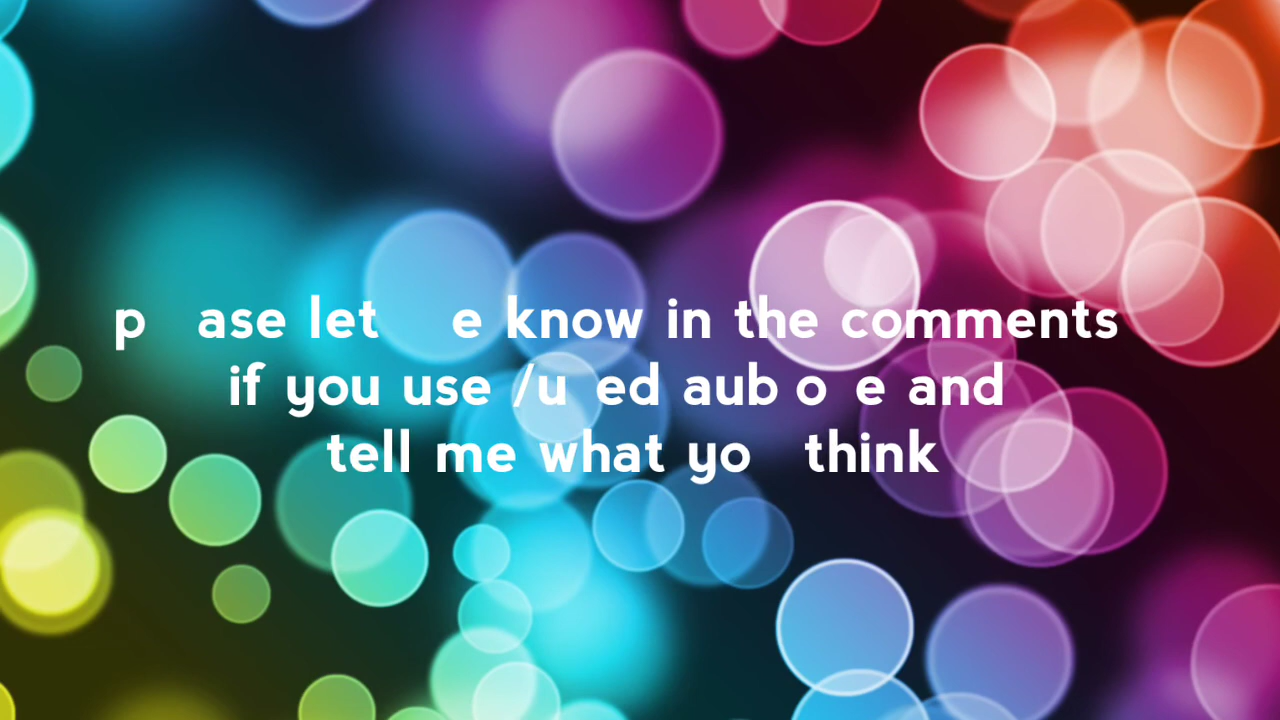 p ase let e know in the comments
if you use /u ed aub o e and
tell me what yo think